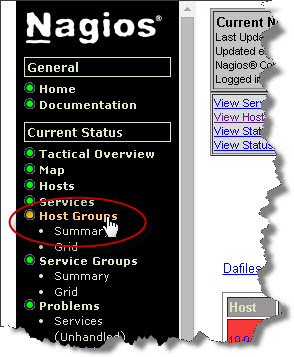 Nagios®
General
Home
Documentation
Current Status
Tactical Overview
Map
Hosts
Services
Host Groups
Summary
Grid
Service Groups
Summary
Grid
Problems
Services
(Unhandled)
Current N
Last Upda
Updated e
Nagios® Co
Logged in
View Serv
View Host
View Stat
View Status
Dafiles
Host